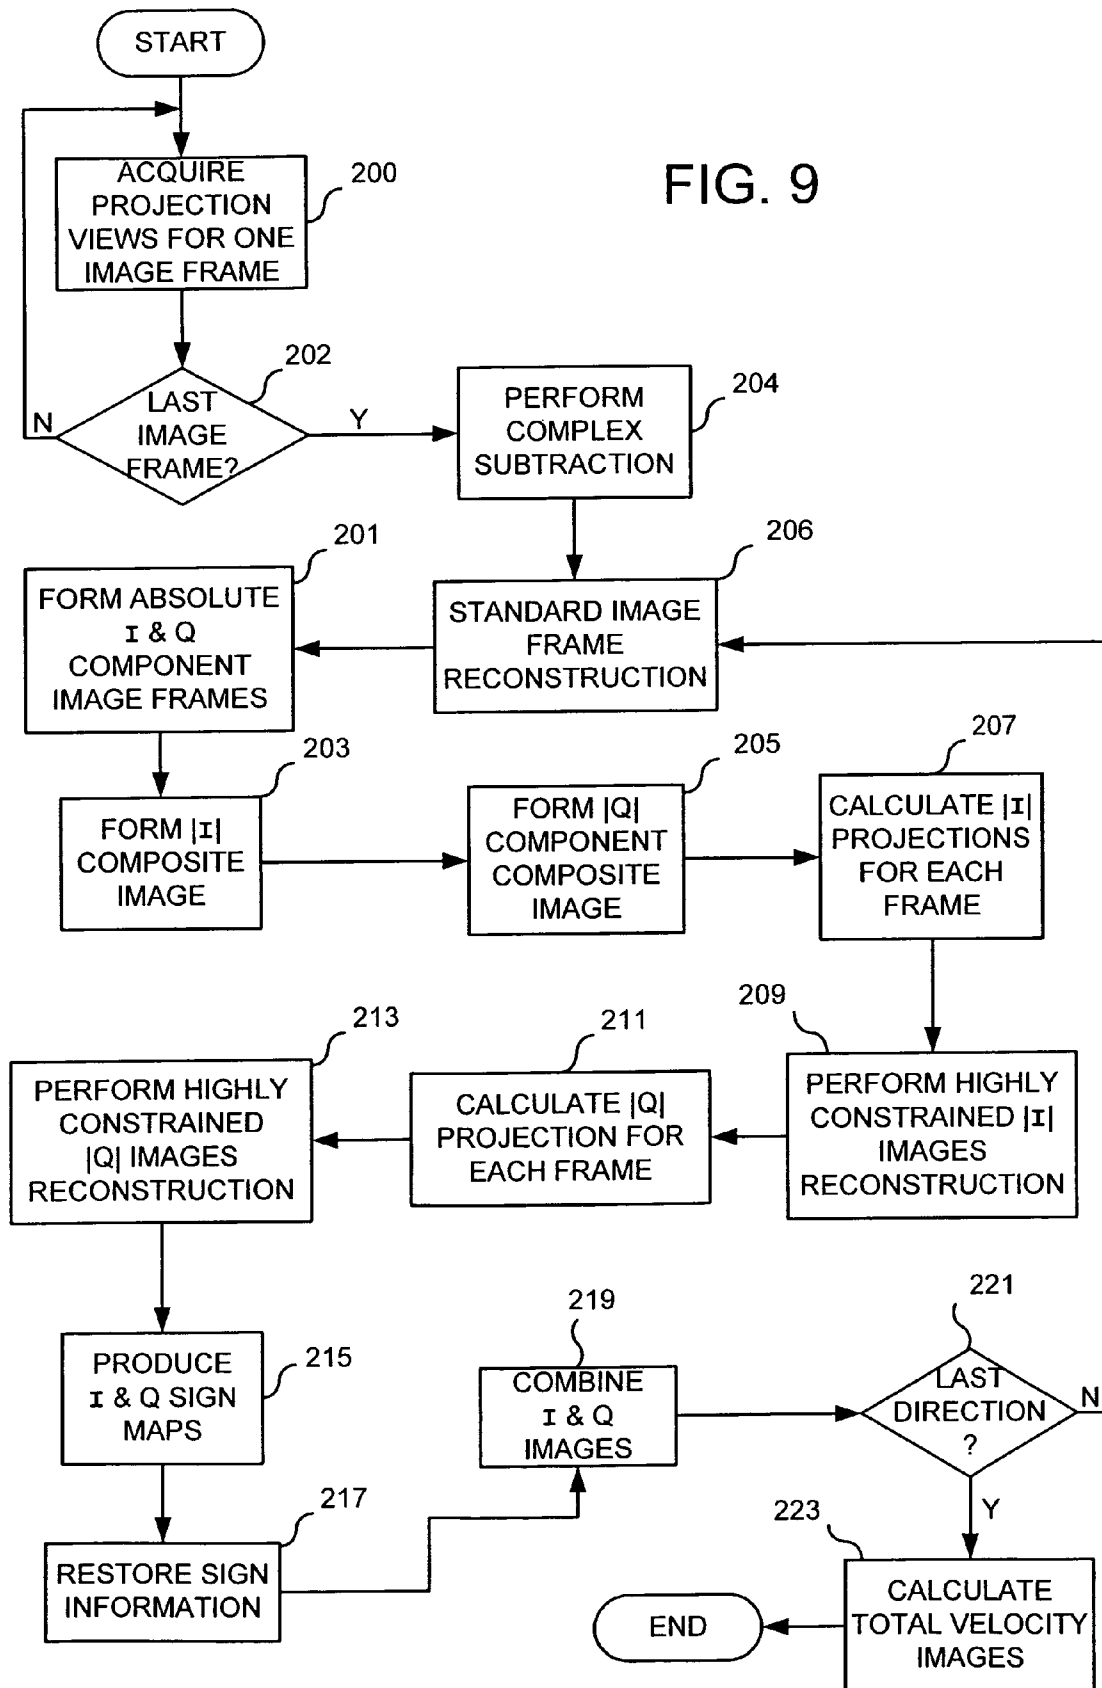 START
FIG. 9
ACQUIRE
PROJECTION
VIEWS FOR ONE
IMAGE FRAME
200
LAST
IMAGE
FRAME?
202
N
Y
PERFORM
COMPLEX
SUBTRACTION
204
STANDARD IMAGE
FRAME
RECONSTRUCTION
206
FORM ABSOLUTE
I & Q
COMPONENT
IMAGE FRAMES
201
FORM |I|
COMPOSITE
IMAGE
203
FORM |Q|
COMPONENT
COMPOSITE
IMAGE
205
CALCULATE |I|
PROJECTIONS
FOR EACH
FRAME
207
PERFORM HIGHLY
CONSTRAINED |I|
IMAGES
RECONSTRUCTION
209
CALCULATE |Q|
PROJECTION FOR
EACH FRAME
211
PERFORM HIGHLY
CONSTRAINED
|Q| IMAGES
RECONSTRUCTION
213
PRODUCE
I & Q SIGN
MAPS
215
RESTORE SIGN
INFORMATION
217
COMBINE
I & Q
IMAGES
219
LAST
DIRECTION
?
221
N
Y
CALCULATE
TOTAL VELOCITY
IMAGES
223
END